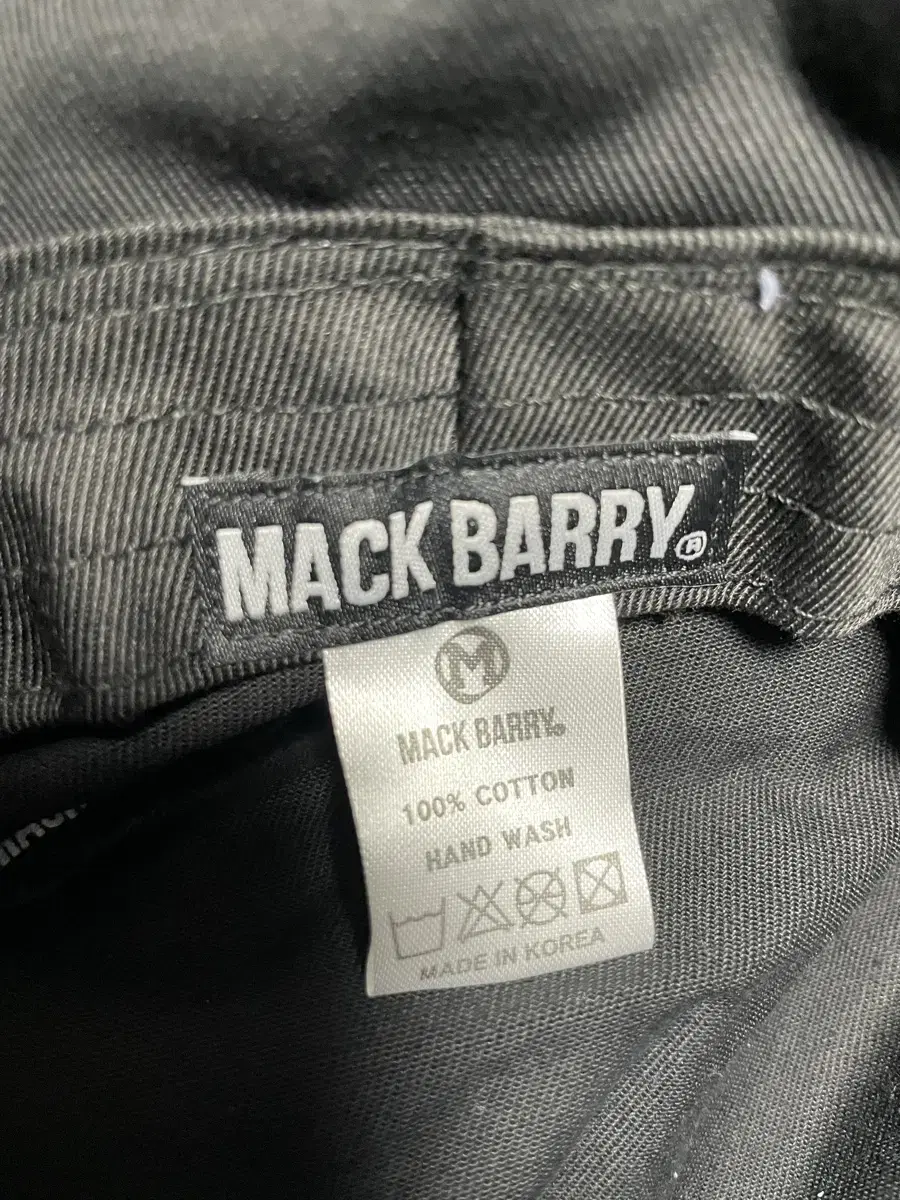 MACK BARRY®
M
MACK BARRY®
100% COTTON
HAND WASH
MADE IN KOREA